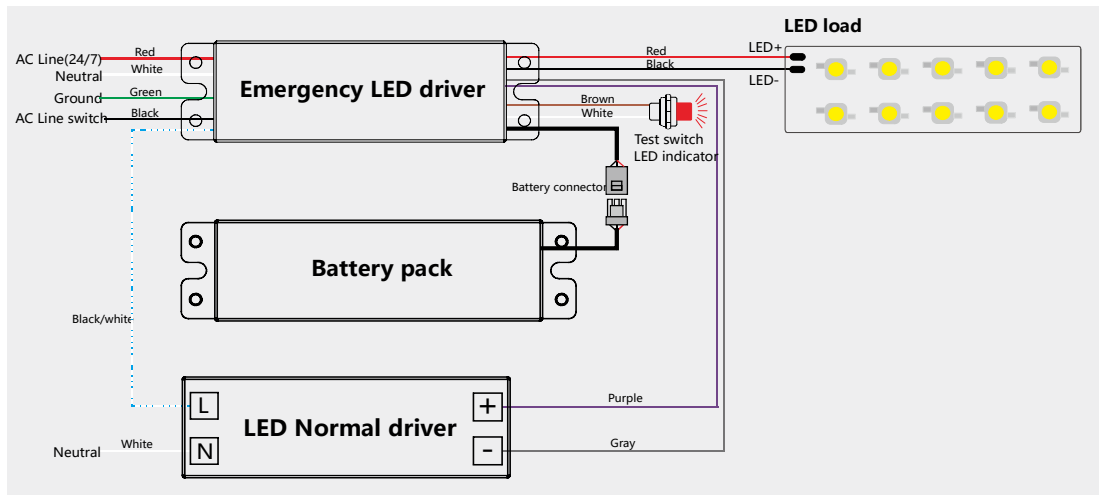 LED load
AC Line(24/7)
Red
Neutral
White
Ground
Green
AC Line switch
Black
Emergency LED driver
Red
Black
LED+
LED-
Brown
White
Test switch
LED indicator
Battery connector
Battery pack
Black/white
L
N
LED Normal driver
+
-
Purple
Gray
Neutral
White